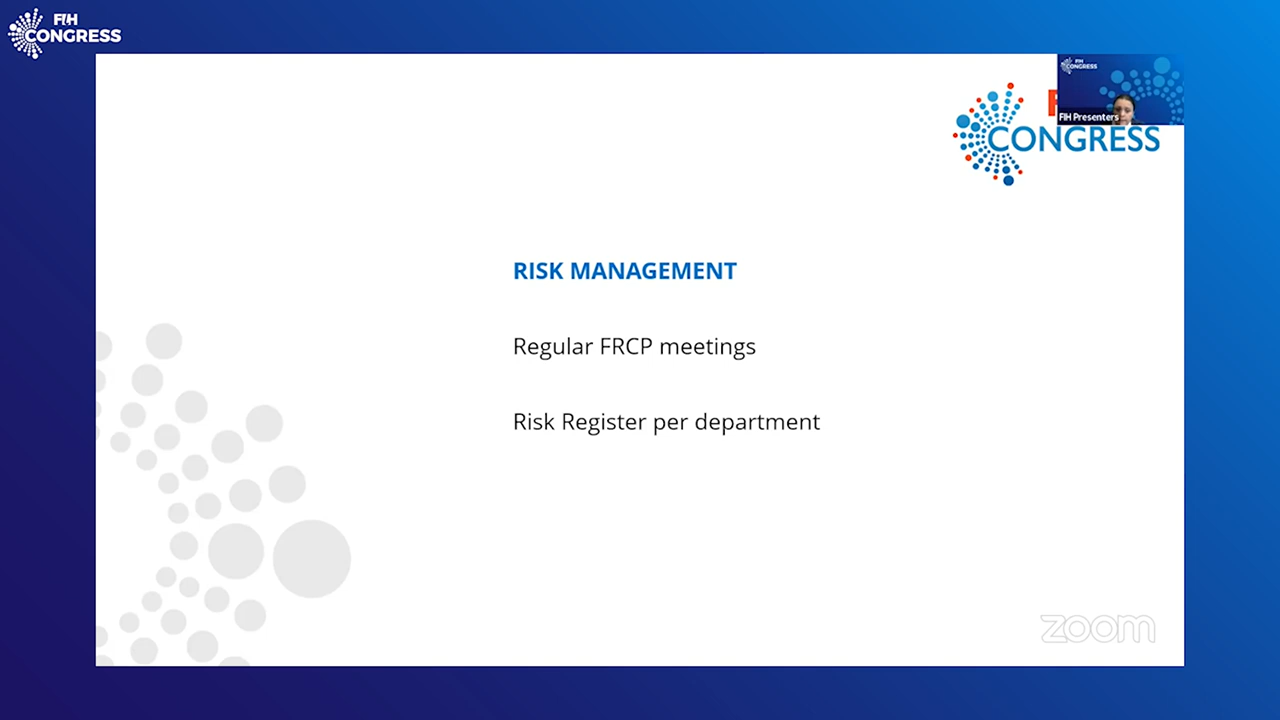 FIH
CONGRESS
FIH
CONGRESS
FIH Presenters
F
CONGRESS
RISK MANAGEMENT
Regular FRCP meetings
Risk Register per department
zoom